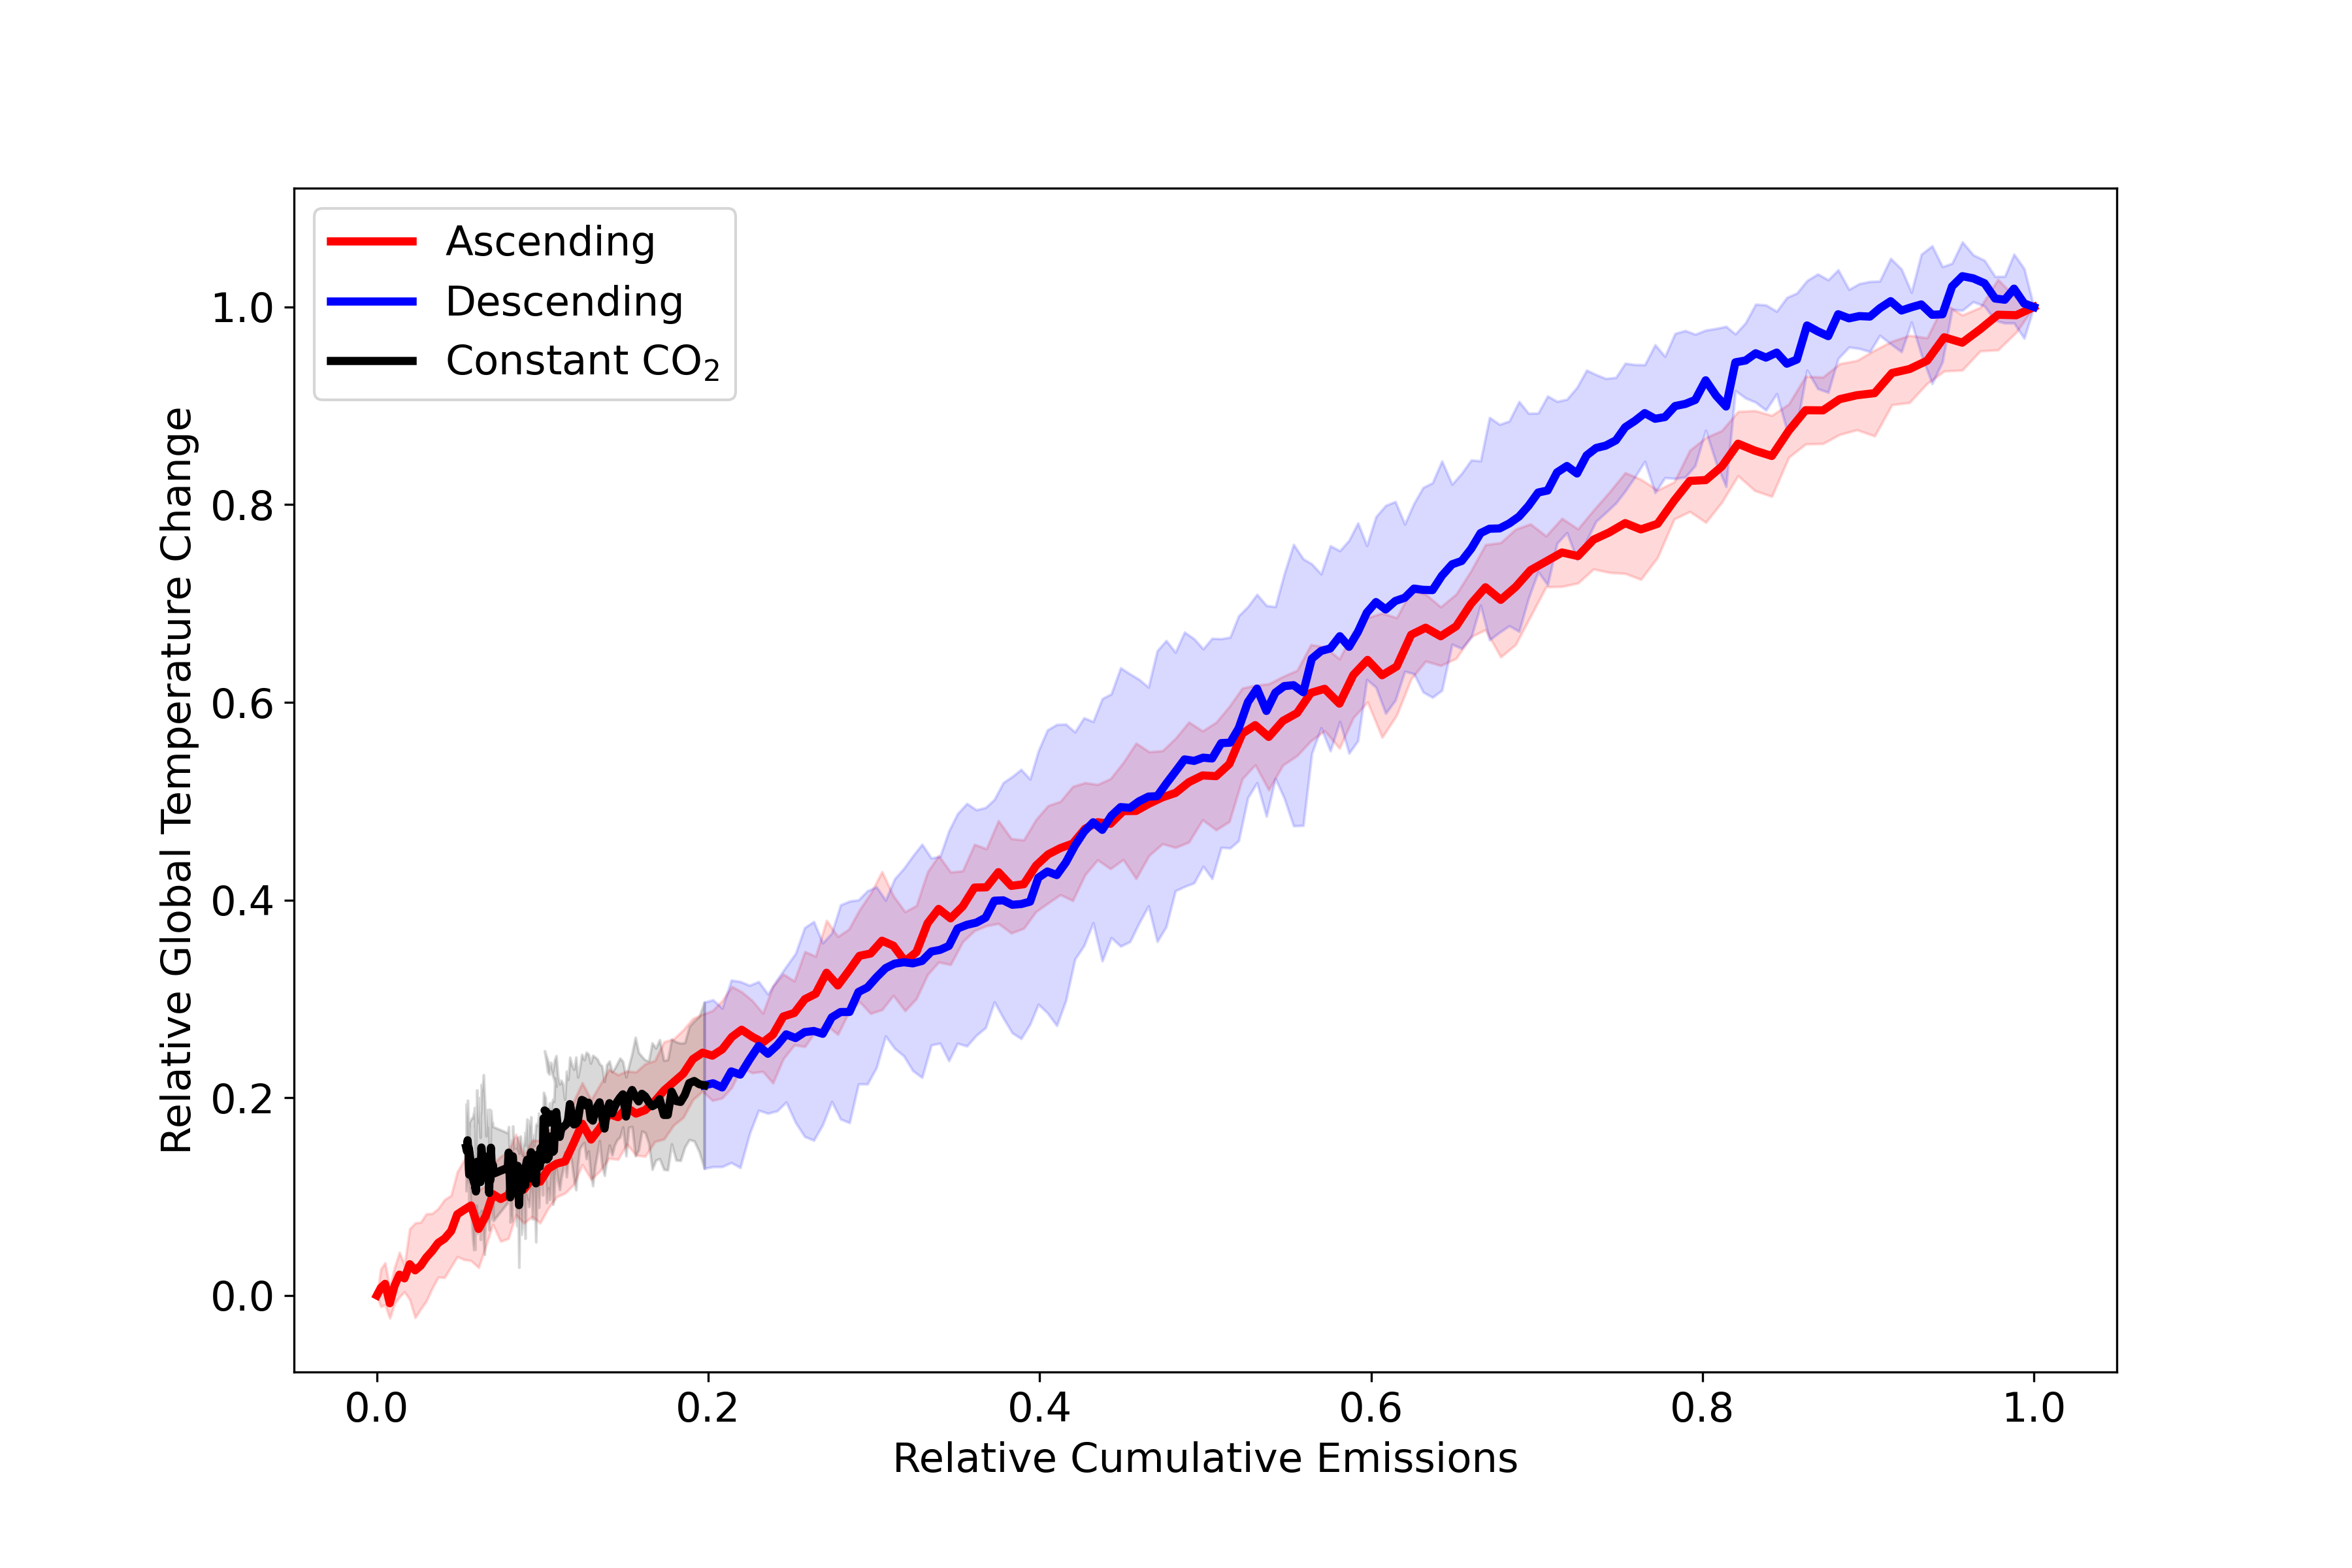 Ascending
Descending
Constant CO₂
Relative Global Temperature Change
1.0
0.8
0.6
0.4
0.2
0.0
0.0 0.2 0.4 0.6 0.8 1.0
Relative Cumulative Emissions